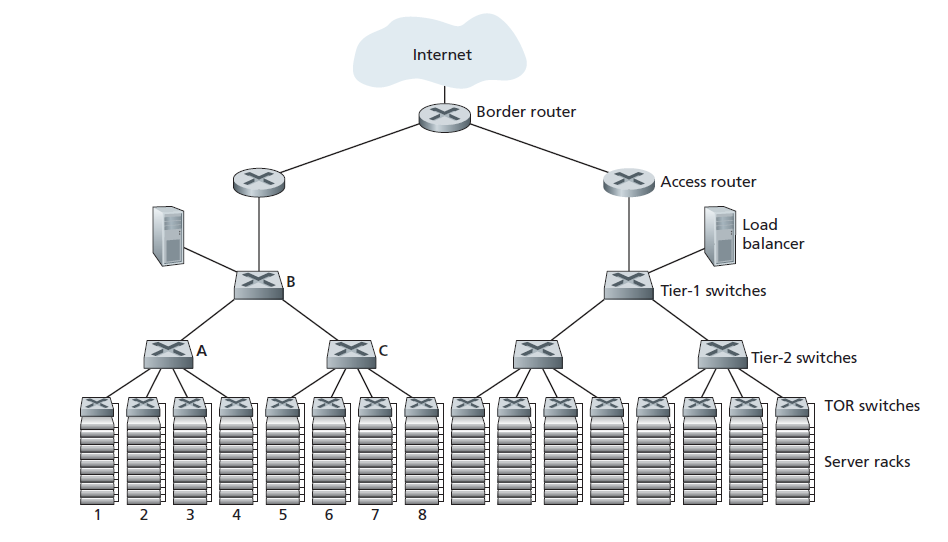 Internet
Border router
Access router
Load
balancer
B
Tier-1 switches
A
C
Tier-2 switches
TOR switches
Server racks
1 2 3 4 5 6 7 8